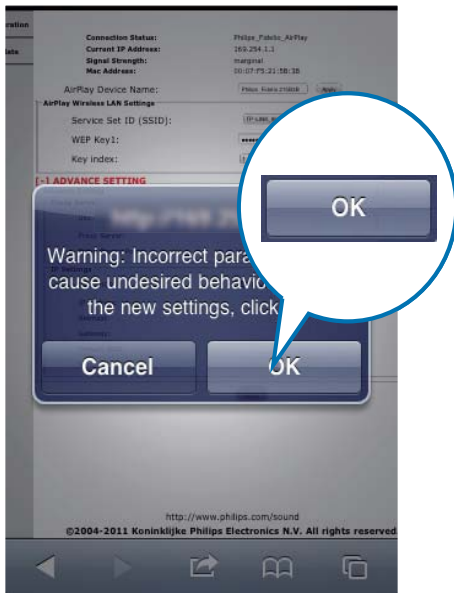 ration
Connection Status: Philips_Fidelio_AirPlay
Current IP Address: 169.254.1.1
Signal Strength: marginal
Mac Address: 00:07:F5:21:5B:38
AirPlay Device Name: Apply
AirPlay Wireless LAN Settings
Service Set ID (SSID):
WEP Key1:
Key index:
[-] ADVANCE SETTING
OK
Warning: Incorrect para
cause undesired behavio
the new settings, click
Cancel
OK
http://www.philips.com/sound
©2004-2011 Koninklijke Philips Electronics N.V. All rights reserved